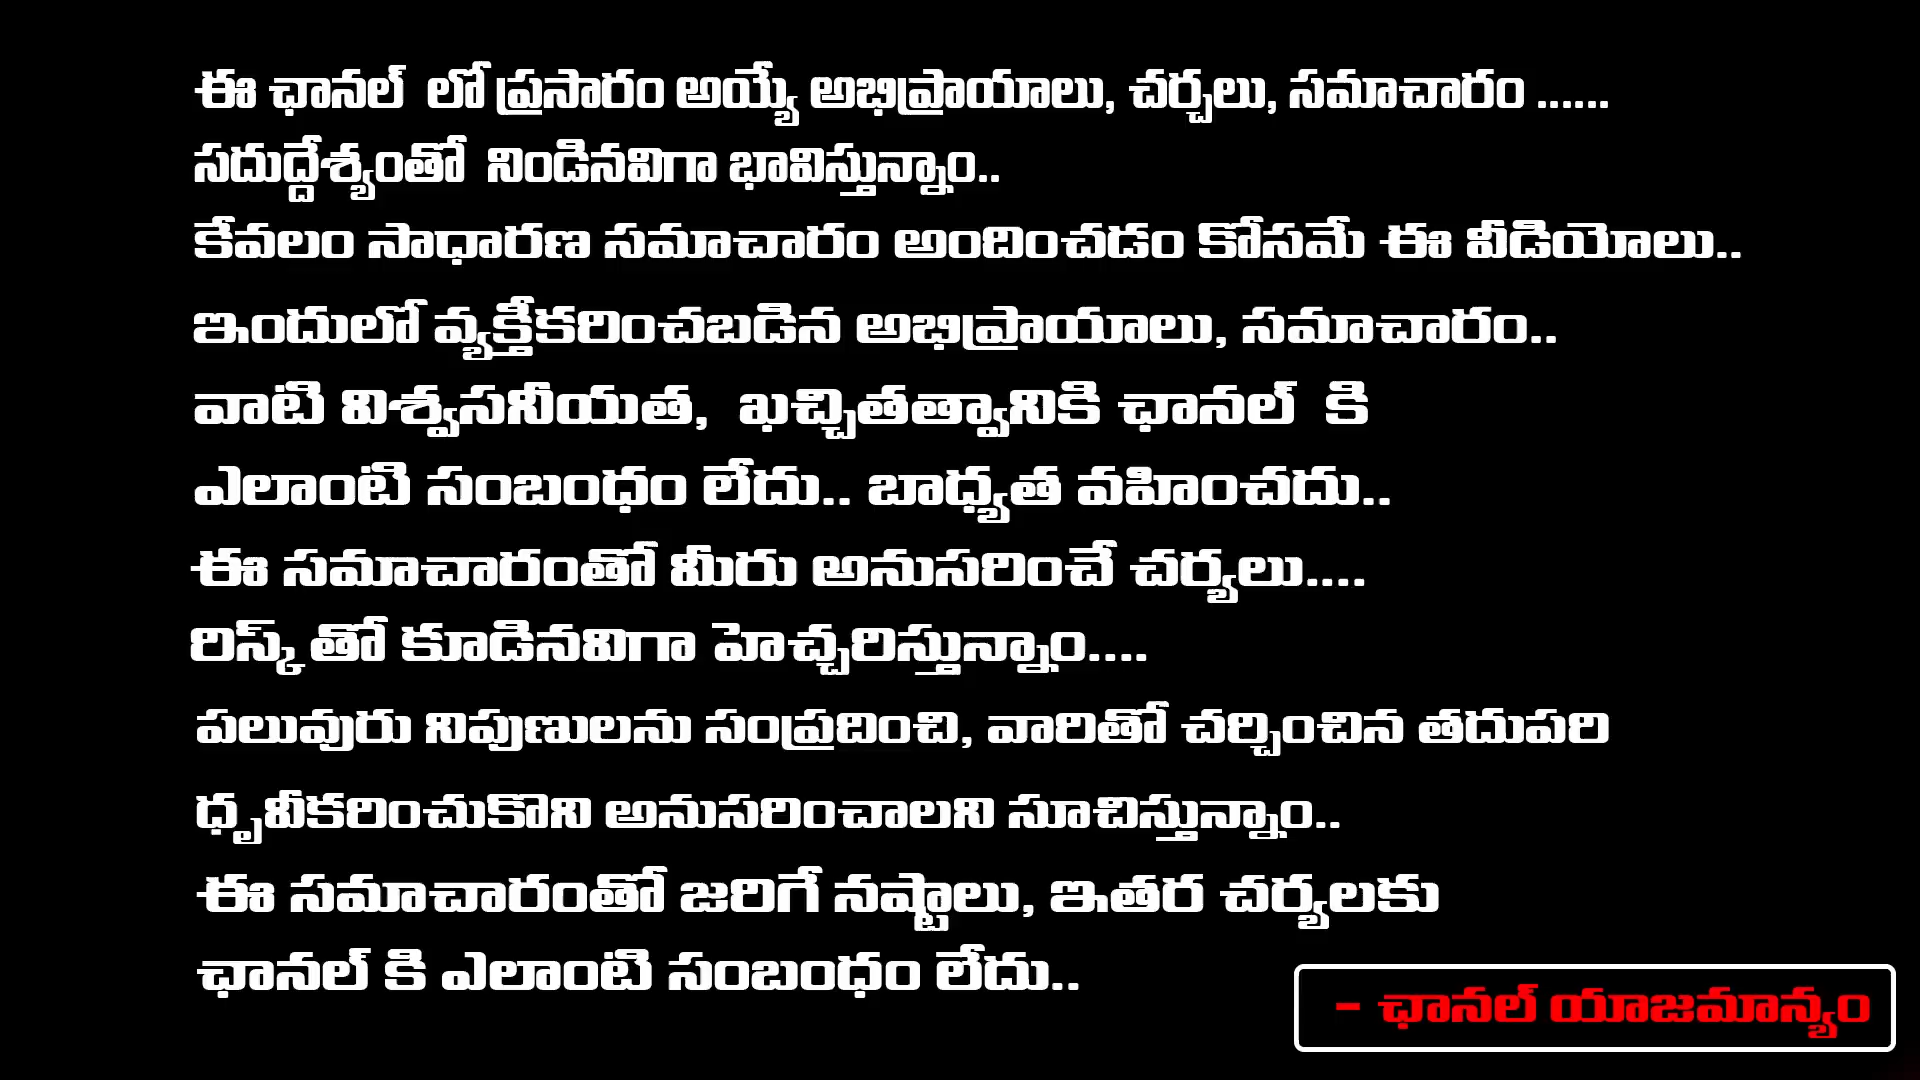 ఈ ఛానల్ లో ప్రసారం అయ్యే అభిప్రాయాలు, చర్చలు, సమాచారం ......
సదుద్దేశ్యంతో నిండినవిగా భావిస్తున్నాం..
కేవలం సాధారణ సమాచారం అందించడం కోసమే ఈ వీడియోలు..
ఇందులో వ్యక్తీకరించబడిన అభిప్రాయాలు, సమాచారం..
వాటి విశ్వసనీయత, ఖచ్చితత్వానికి ఛానల్ కి
ఎలాంటి సంబంధం లేదు.. బాధ్యత వహించదు..
ఈ సమాచారంతో మీరు అనుసరించే చర్యలు....
రిస్క్ తో కూడినవిగా హెచ్చరిస్తున్నాం....
పలువురు నిపుణులను సంప్రదించి, వారితో చర్చించిన తదుపరి
ధృవీకరించుకొని అనుసరించాలని సూచిస్తున్నాం..
ఈ సమాచారంతో జరిగే నష్టాలు, ఇతర చర్యలకు
ఛానల్ కి ఎలాంటి సంబంధం లేదు..
- ఛానల్ యాజమాన్యం